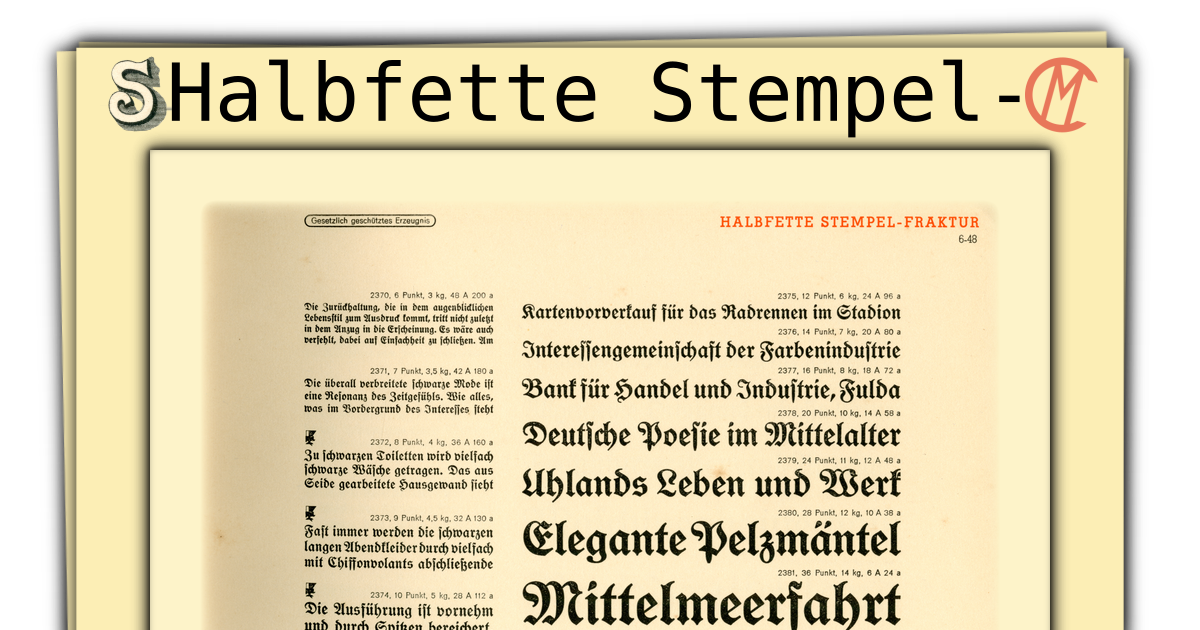 Halbfette Stempel-
Gesetzlich geschütztes Erzeugnis
HALBFETTE STEMPEL-FRAKTUR
6-48
2370, 6 Punkt, 3 kg, 48 A 200 a
Die Zurückhaltung, die in dem augenblicklichen
Lebensstil zum Ausdruck kommt, tritt nicht zuletzt
in dem Anzug in die Erscheinung. Es wäre auch
verfehlt, dabei auf Einfachheit zu schließen. Am
2371, 7 Punkt, 3,5 kg, 42 A 180 a
Die überall verbreitete schwarze Mode ist
eine Resonanz des Zeitgefühls. Wie alles,
was im Vordergrund des Interesses steht
2372, 8 Punkt, 4 kg, 36 A 160 a
Zu schwarzen Toiletten wird vielfach
schwarze Wäsche getragen. Das aus
Seide gearbeitete Hausgewand sieht
2373, 9 Punkt, 4,5 kg, 32 A 130 a
Fast immer werden die schwarzen
langen Abendkleider durch vielfach
mit Chiffonvolants abschließende
2374, 10 Punkt, 5 kg, 28 A 112 a
Die Ausführung ist vornehm
und durch Spitzen bereichert.
2375, 12 Punkt, 6 kg, 24 A 96 a
Kartenvorverkauf für das Radrennen im Stadion
2376, 14 Punkt, 7 kg, 20 A 80 a
Interessengemeinschaft der Farbenindustrie
2377, 16 Punkt, 8 kg, 18 A 72 a
Bank für Handel und Industrie, Fulda
2378, 20 Punkt, 10 kg, 14 A 58 a
Deutsche Poesie im Mittelalter
2379, 24 Punkt, 11 kg, 12 A 48 a
Uhlands Leben und Werk
2380, 28 Punkt, 12 kg, 10 A 38 a
Elegante Pelzmäntel
2381, 36 Punkt, 14 kg, 6 A 24 a
Mittelmeerfahrt